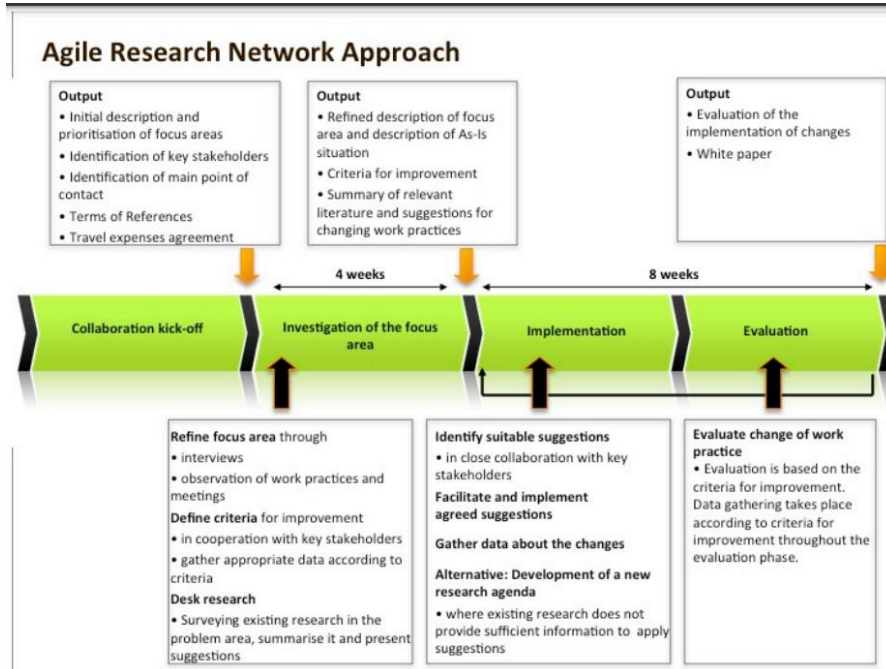 Agile Research Network Approach
Output
• Initial description and
prioritisation of focus areas
• Identification of key stakeholders
• Identification of main point of
contact
• Terms of References
• Travel expenses agreement
Output
• Refined description of focus
area and description of As-Is
situation
• Criteria for improvement
• Summary of relevant
literature and suggestions for
changing work practices
Output
• Evaluation of the
implementation of changes
• White paper
4 weeks
8 weeks
Collaboration kick-off
Investigation of the focus
area
Implementation
Evaluation
Refine focus area through
• interviews
• observation of work practices and
meetings
Define criteria for improvement
• in cooperation with key stakeholders
• gather appropriate data according to
criteria
Desk research
• Surveying existing research in the
problem area, summarise it and present
suggestions
Identify suitable suggestions
• in close collaboration with key
stakeholders
Facilitate and implement
agreed suggestions
Gather data about the changes
Alternative: Development of a new
research agenda
• where existing research does not
provide sufficient information to apply
suggestions
Evaluate change of work
practice
• Evaluation is based on the
criteria for improvement.
Data gathering takes place
according to criteria for
improvement throughout the
evaluation phase.